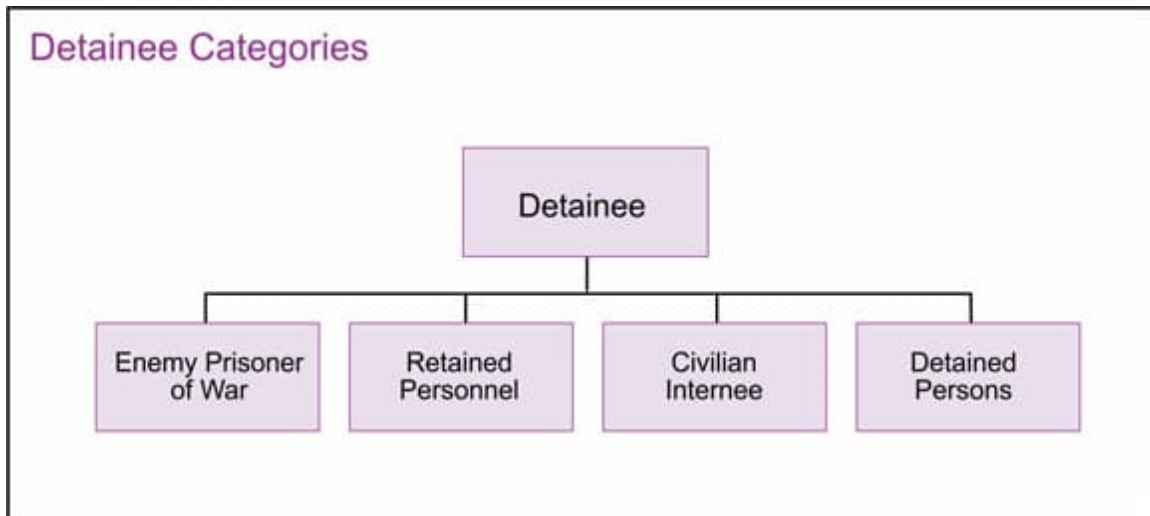 Detainee Categories
Detainee
Enemy Prisoner
of War
Retained
Personnel
Civilian
Internee
Detained
Persons